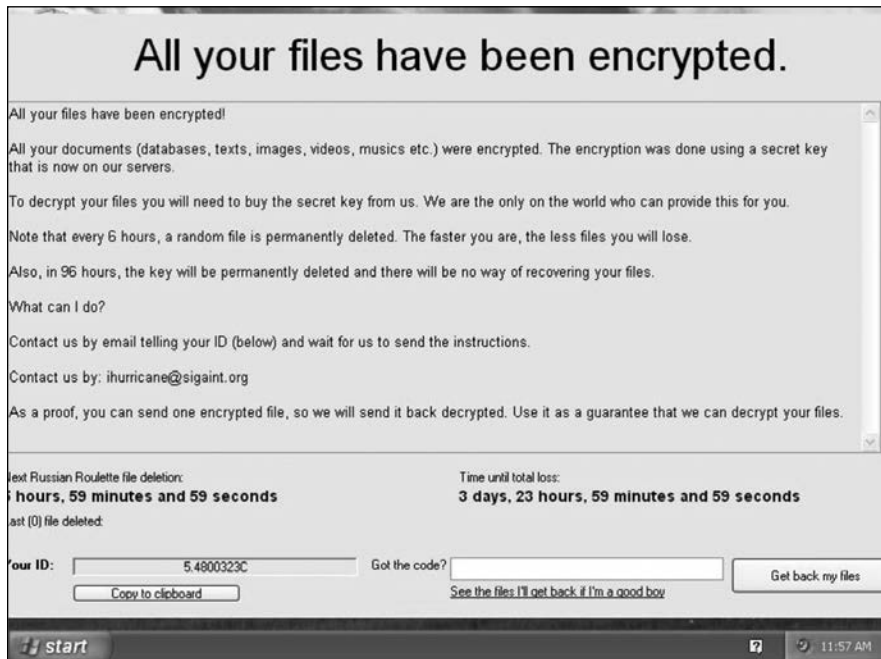 All your files have been encrypted.
All your files have been encrypted!
All your documents (databases, texts, images, videos, musics etc.) were encrypted. The encryption was done using a secret key
that is now on our servers.
To decrypt your files you will need to buy the secret key from us. We are the only on the world who can provide this for you.
Note that every 6 hours, a random file is permanently deleted. The faster you are, the less files you will lose.
Also, in 96 hours, the key will be permanently deleted and there will be no way of recovering your files.
What can I do?
Contact us by email telling your ID (below) and wait for us to send the instructions.
Contact us by: ihurricane@sigaint.org
As a proof, you can send one encrypted file, so we will send it back decrypted. Use it as a guarantee that we can decrypt your files.
Russian Roulette file deletion:
hours, 59 minutes and 59 seconds
(0) file deleted:
Time until total loss:
3 days, 23 hours, 59 minutes and 59 seconds
ID:
5.4800323C
Copy to clipboard
Got the code?
See the files I'll get back if I'm a good boy
Get back my files
start
?
11:57 AM